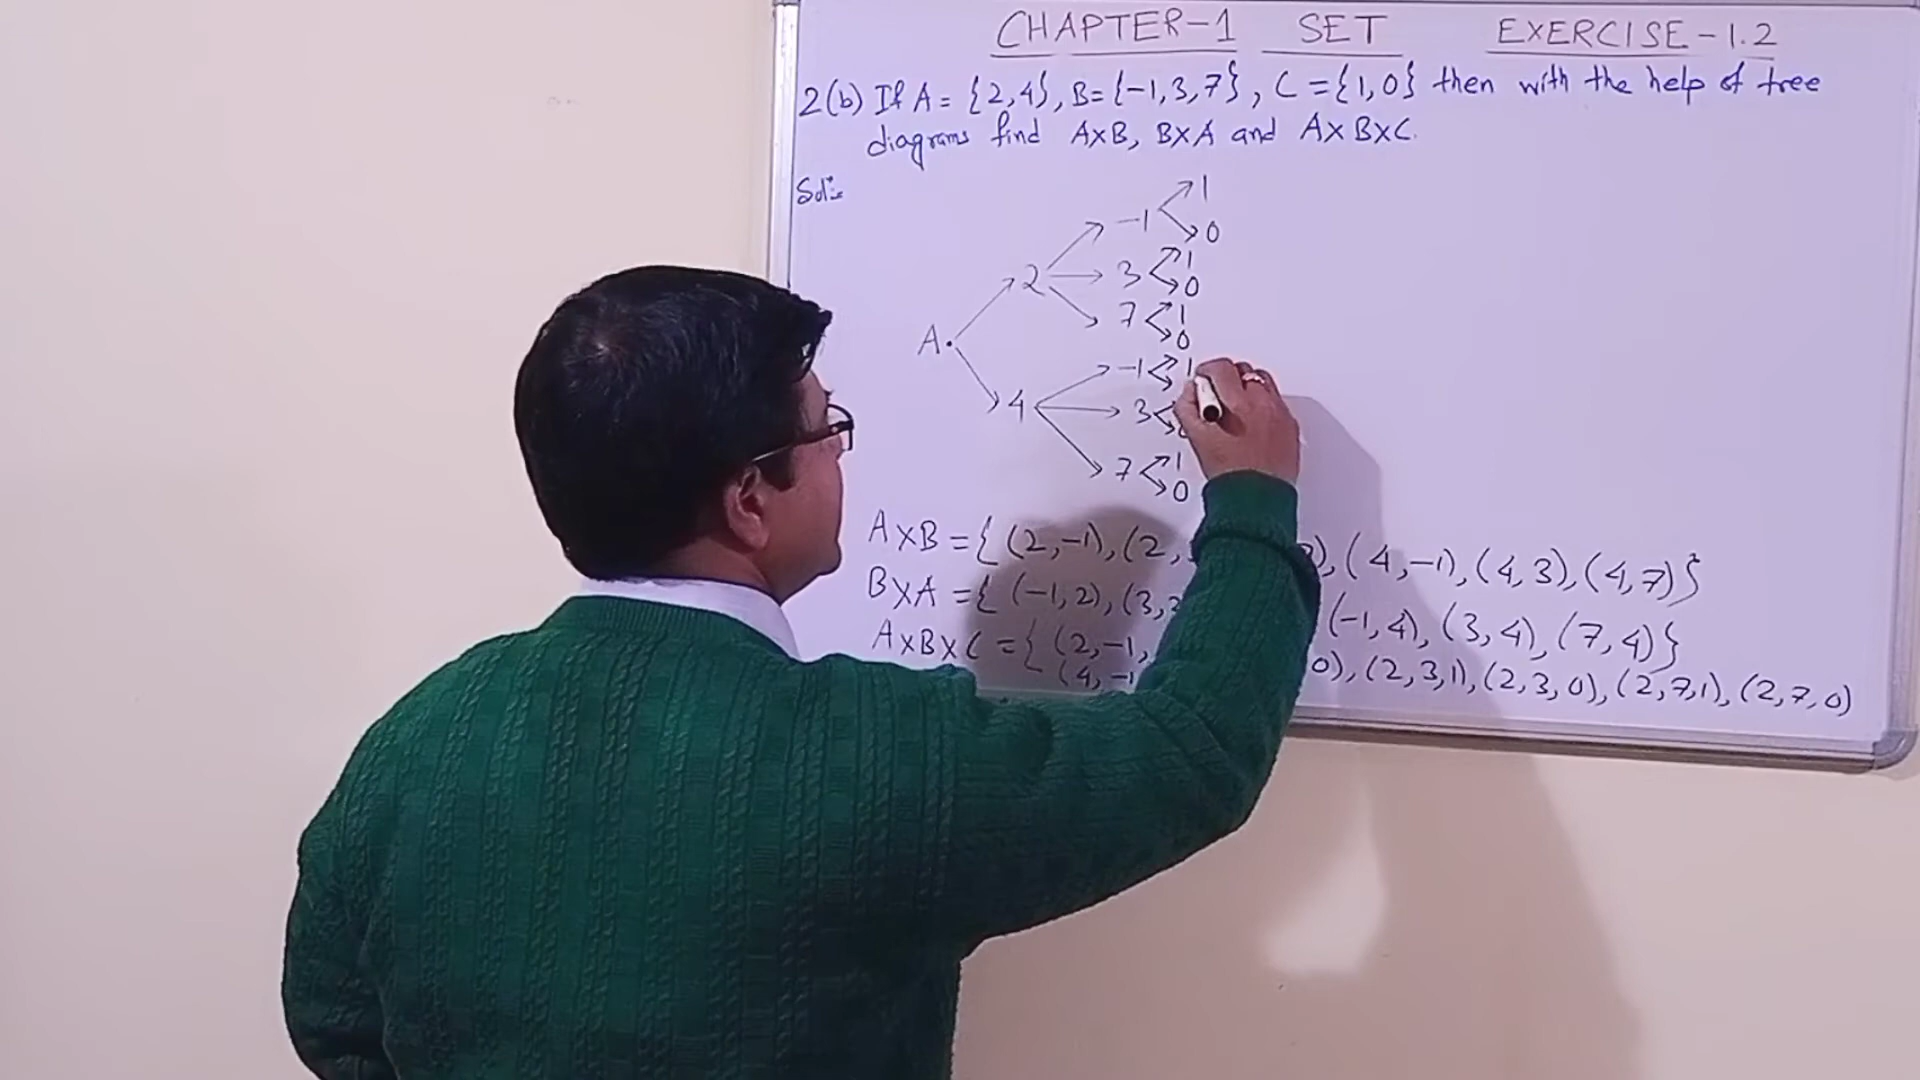 CHAPTER-1 SET EXERCISE-1.2
2(b) If A = {2,4}, B={-1,3,7}, C={1,0} then with the help of tree
diagrams find A×B, B×A and A×B×C.
Sol:-
1
-1
0
1
2 3
0
1
7
0
A.
-1 1
4 3
1
7
0
A×B = { (2,-1), (2, ), (4,-1), (4,3), (4,7)}
B×A = { (-1,2), (3, (-1,4), (3,4), (7,4)}
A×B×C = { (2,-1, 0), (2,3,1), (2,3,0), (2,7,1), (2,7,0)
(4,-1